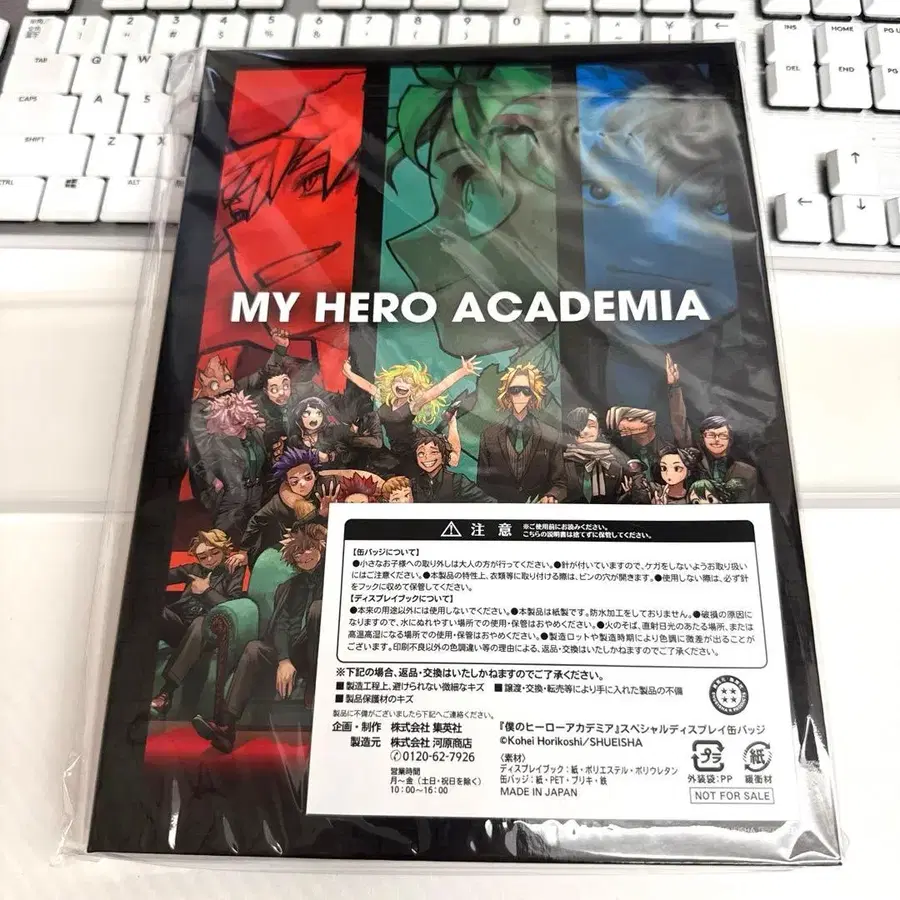 INS
HOME
PG U
TAB
Q
W
DEL
END
PG
CAPS
A
S
SHIFT
Z
X
CTRL
ALT
MY HERO ACADEMIA
注意
※ご使用前にお読みください。
こちらの説明書は捨てずに保管してください。
【缶バッジについて】
●小さなお子様への取り外しは大人の方が行ってください。●針が付いていますので、ケガをしないようお取り扱い
にはご注意ください。●本製品の特性上、衣類等に取り付ける際は、ピンの穴が開きます。●使用しない際は、必ず針
をフックに収めて保管してください。
【ディスプレイブックについて】
●本来の用途以外には使用しないでください。●本製品は紙製です。防水加工をしておりません。●破損の原因に
なりますので、水にぬれやすい場所での使用・保管はおやめください。●火のそば、直射日光のあたる場所、または
高温高湿になる場所での使用・保管はおやめください。●製造ロットや製造時期により色調に微差が出ることが
ございます。印刷不良以外の色調違い等の理由による、返品・交換はいたしかねますのでご了承ください。
※下記の場合、返品・交換はいたしかねますのでご了承ください。
■製造工程上、避けられない微細なキズ ■譲渡・交換・転売等により手に入れた製品の不備
■製品保護材のキズ
製品に不備がございましたら下記へご連絡ください。
企画・制作 株式会社 集英社
製造元 株式会社 河原商店
0120-62-7926
営業時間
月〜金(土日・祝日を除く)
10:00〜16:00
『僕のヒーローアカデミア』スペシャルディスプレイ缶バッジ
©Kohei Horikoshi/SHUEISHA
〈素材〉
ディスプレイブック:紙・ポリエステル・ポリウレタン
缶バッジ:紙・PET・ブリキ・鉄
MADE IN JAPAN
プラ
外装袋:PP
紙
緩衝材
NOT FOR SALE